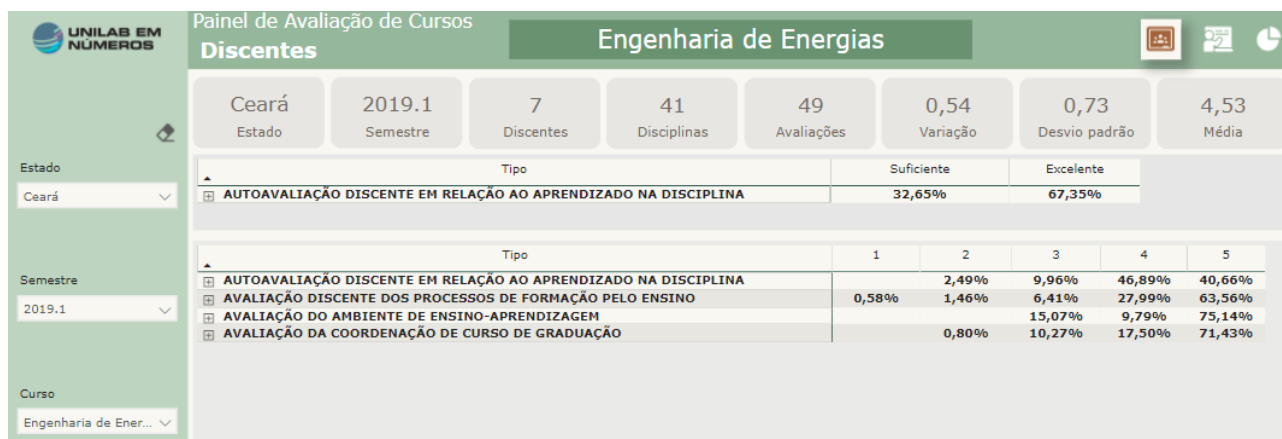 UNILAB EM
NÚMEROS
Painel de Avaliação de Cursos
Discentes
Engenharia de Energias
Ceará
Estado
2019.1
Semestre
7
Discentes
41
Disciplinas
49
Avaliações
0,54
Variação
0,73
Desvio padrão
4,53
Média
Estado
Ceará
Semestre
2019.1
Curso
Engenharia de Ener...
Tipo Suficiente Excelente
AUTOAVALIAÇÃO DISCENTE EM RELAÇÃO AO APRENDIZADO NA DISCIPLINA 32,65% 67,35%
Tipo 1 2 3 4 5
AUTOAVALIAÇÃO DISCENTE EM RELAÇÃO AO APRENDIZADO NA DISCIPLINA 2,49% 9,96% 46,89% 40,66%
AVALIAÇÃO DISCENTE DOS PROCESSOS DE FORMAÇÃO PELO ENSINO 0,58% 1,46% 6,41% 27,99% 63,56%
AVALIAÇÃO DO AMBIENTE DE ENSINO-APRENDIZAGEM 15,07% 9,79% 75,14%
AVALIAÇÃO DA COORDENAÇÃO DE CURSO DE GRADUAÇÃO 0,80% 10,27% 17,50% 71,43%